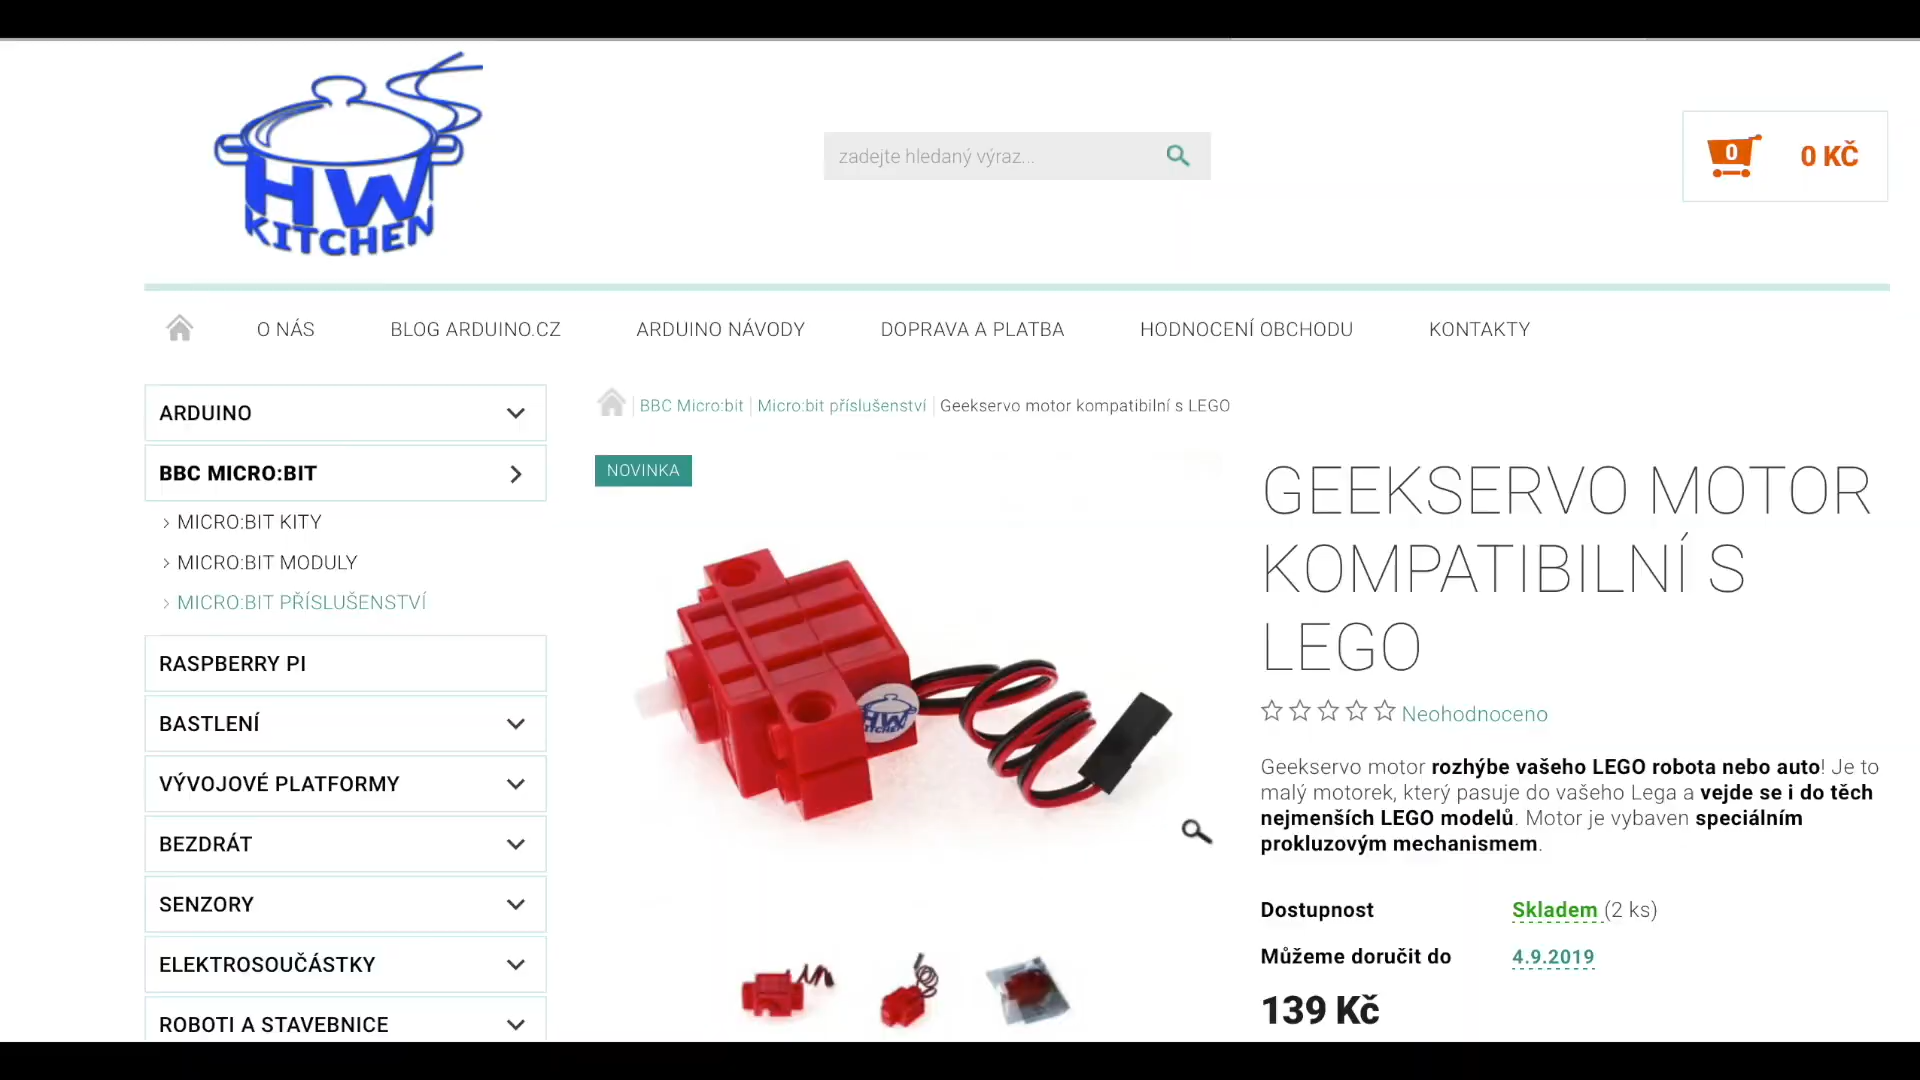 HW
KITCHEN
zadejte hledaný výraz...
0
0 KČ
O NÁS
BLOG ARDUINO.CZ
ARDUINO NÁVODY
DOPRAVA A PLATBA
HODNOCENÍ OBCHODU
KONTAKTY
ARDUINO
BBC MICRO:BIT
MICRO:BIT KITY
MICRO:BIT MODULY
MICRO:BIT PŘÍSLUŠENSTVÍ
RASPBERRY PI
BASTLENÍ
VÝVOJOVÉ PLATFORMY
BEZDRÁT
SENZORY
ELEKTROSOUČÁSTKY
ROBOTI A STAVEBNICE
BBC Micro:bit | Micro:bit příslušenství | Geekservo motor kompatibilní s LEGO
NOVINKA
HW
KITCHEN
GEEKSERVO MOTOR
KOMPATIBILNÍ S
LEGO
Neohodnoceno
Geekservo motor rozhýbe vašeho LEGO robota nebo auto! Je to
malý motorek, který pasuje do vašeho Lega a vejde se i do těch
nejmenších LEGO modelů. Motor je vybaven speciálním
prokluzovým mechanismem.
Dostupnost Skladem (2 ks)
Můžeme doručit do 4.9.2019
139 Kč